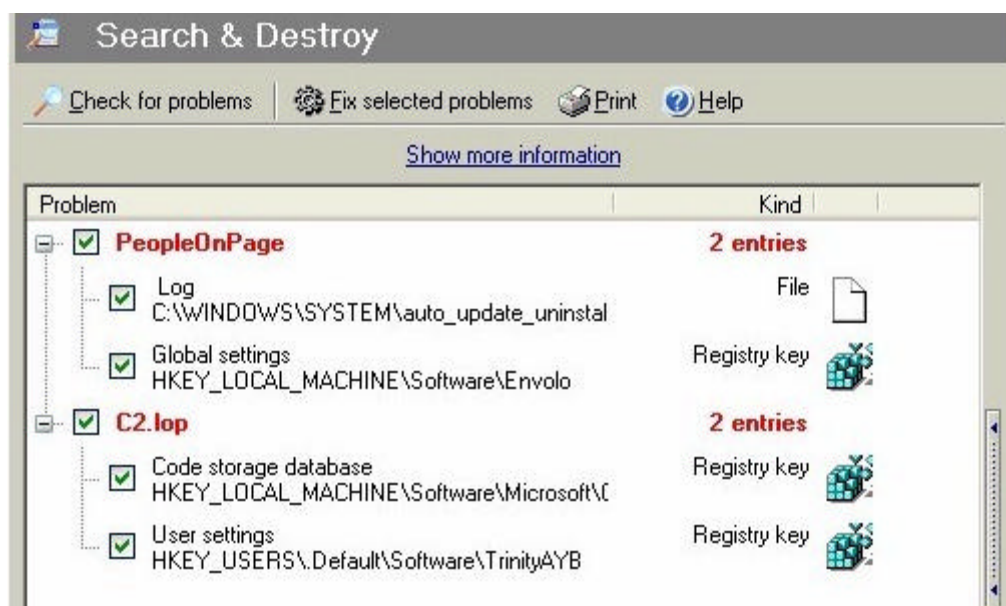 Search & Destroy
Check for problems Fix selected problems Print Help
Show more information
Problem Kind
PeopleOnPage 2 entries
Log File
C:\WINDOWS\SYSTEM\auto_update_uninstal
Global settings Registry key
HKEY_LOCAL_MACHINE\Software\Envolo
C2.lop 2 entries
Code storage database Registry key
HKEY_LOCAL_MACHINE\Software\Microsoft\
User settings Registry key
HKEY_USERS\.Default\Software\TrinityAYB